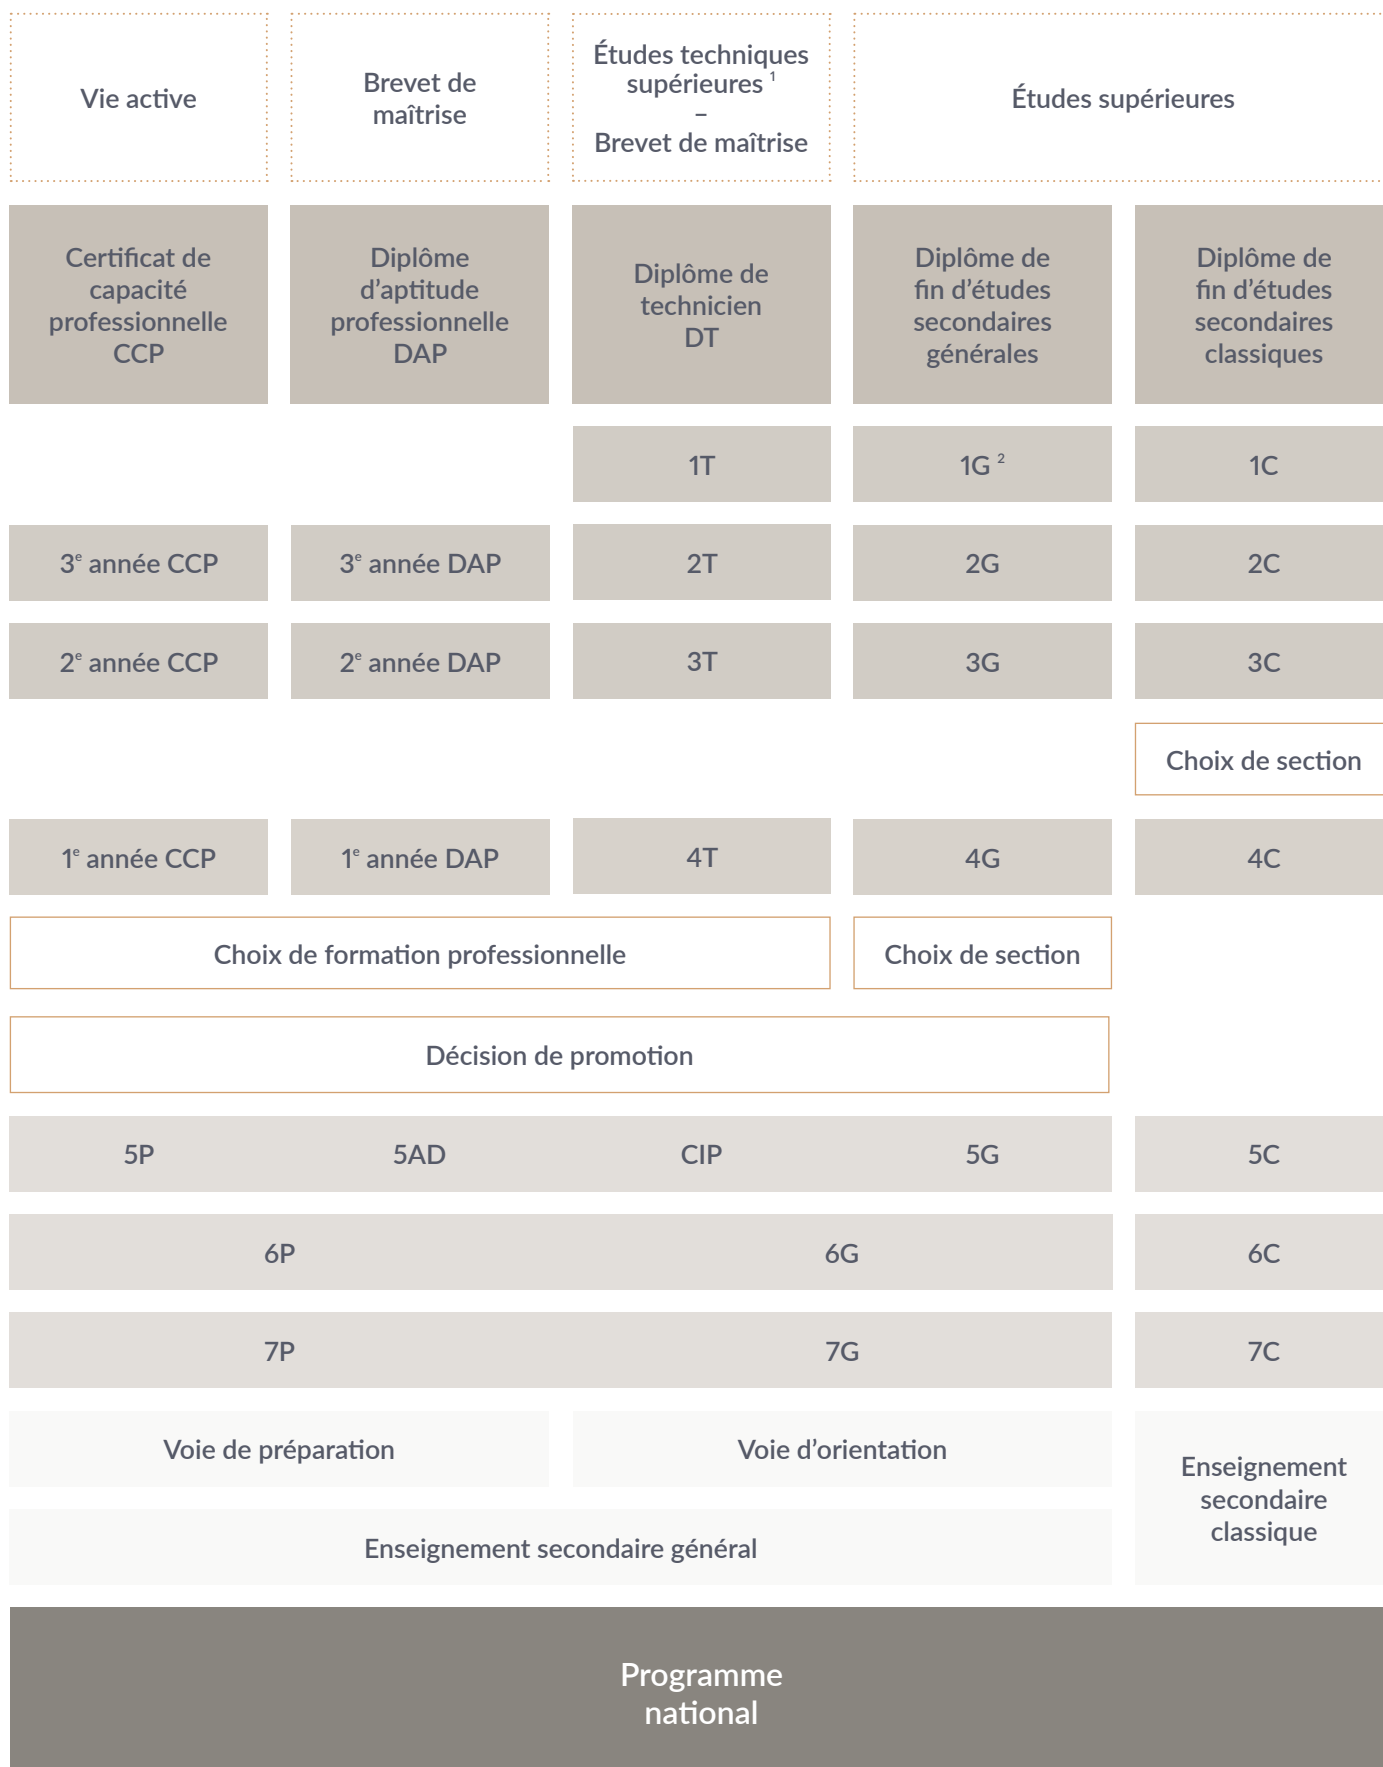 Vie active
Brevet de
maîtrise
Études techniques
supérieures ¹
–
Brevet de maîtrise
Études supérieures
Certificat de
capacité
professionnelle
CCP
Diplôme
d’aptitude
professionnelle
DAP
Diplôme de
technicien
DT
Diplôme de
fin d’études
secondaires
générales
Diplôme de
fin d’études
secondaires
classiques
1T
1G ²
1C
3ᵉ année CCP
3ᵉ année DAP
2T
2G
2C
2ᵉ année CCP
2ᵉ année DAP
3T
3G
3C
Choix de section
1ᵉ année CCP
1ᵉ année DAP
4T
4G
4C
Choix de formation professionnelle
Choix de section
Décision de promotion
5P
5AD
CIP
5G
5C
6P
6G
6C
7P
7G
7C
Voie de préparation
Voie d’orientation
Enseignement
secondaire
classique
Enseignement secondaire général
Programme
national